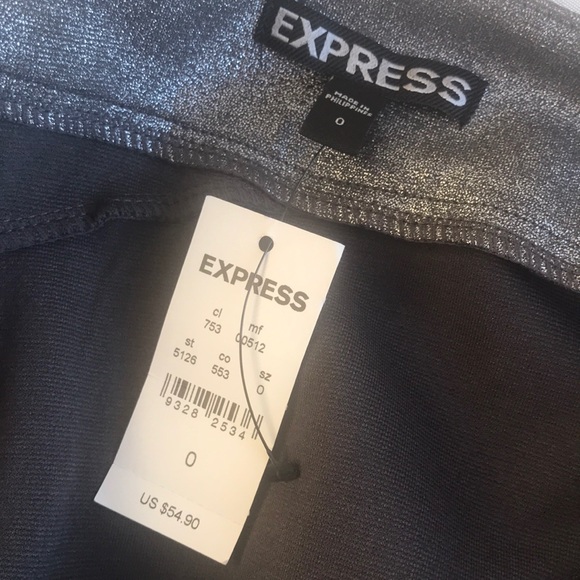 EXPRESS
MADE IN
PHILIPPINES
0
EXPRESS
cl mf
753 00512
st co sz
5126 553 0
9328 2534
0
US $54.90